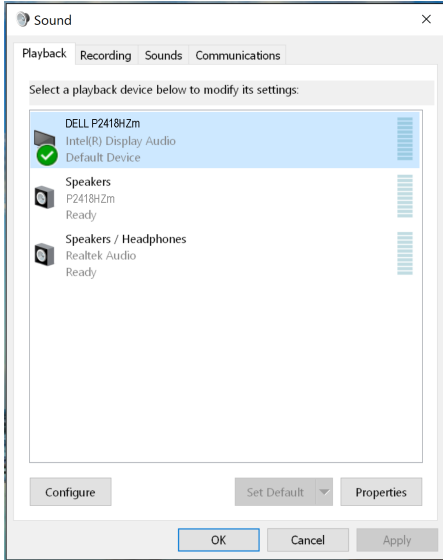 Sound
Playback Recording Sounds Communications
Select a playback device below to modify its settings:
DELL P2418HZm
Intel(R) Display Audio
Default Device
Speakers
P2418HZm
Ready
Speakers / Headphones
Realtek Audio
Ready
Configure Set Default Properties
OK Cancel Apply